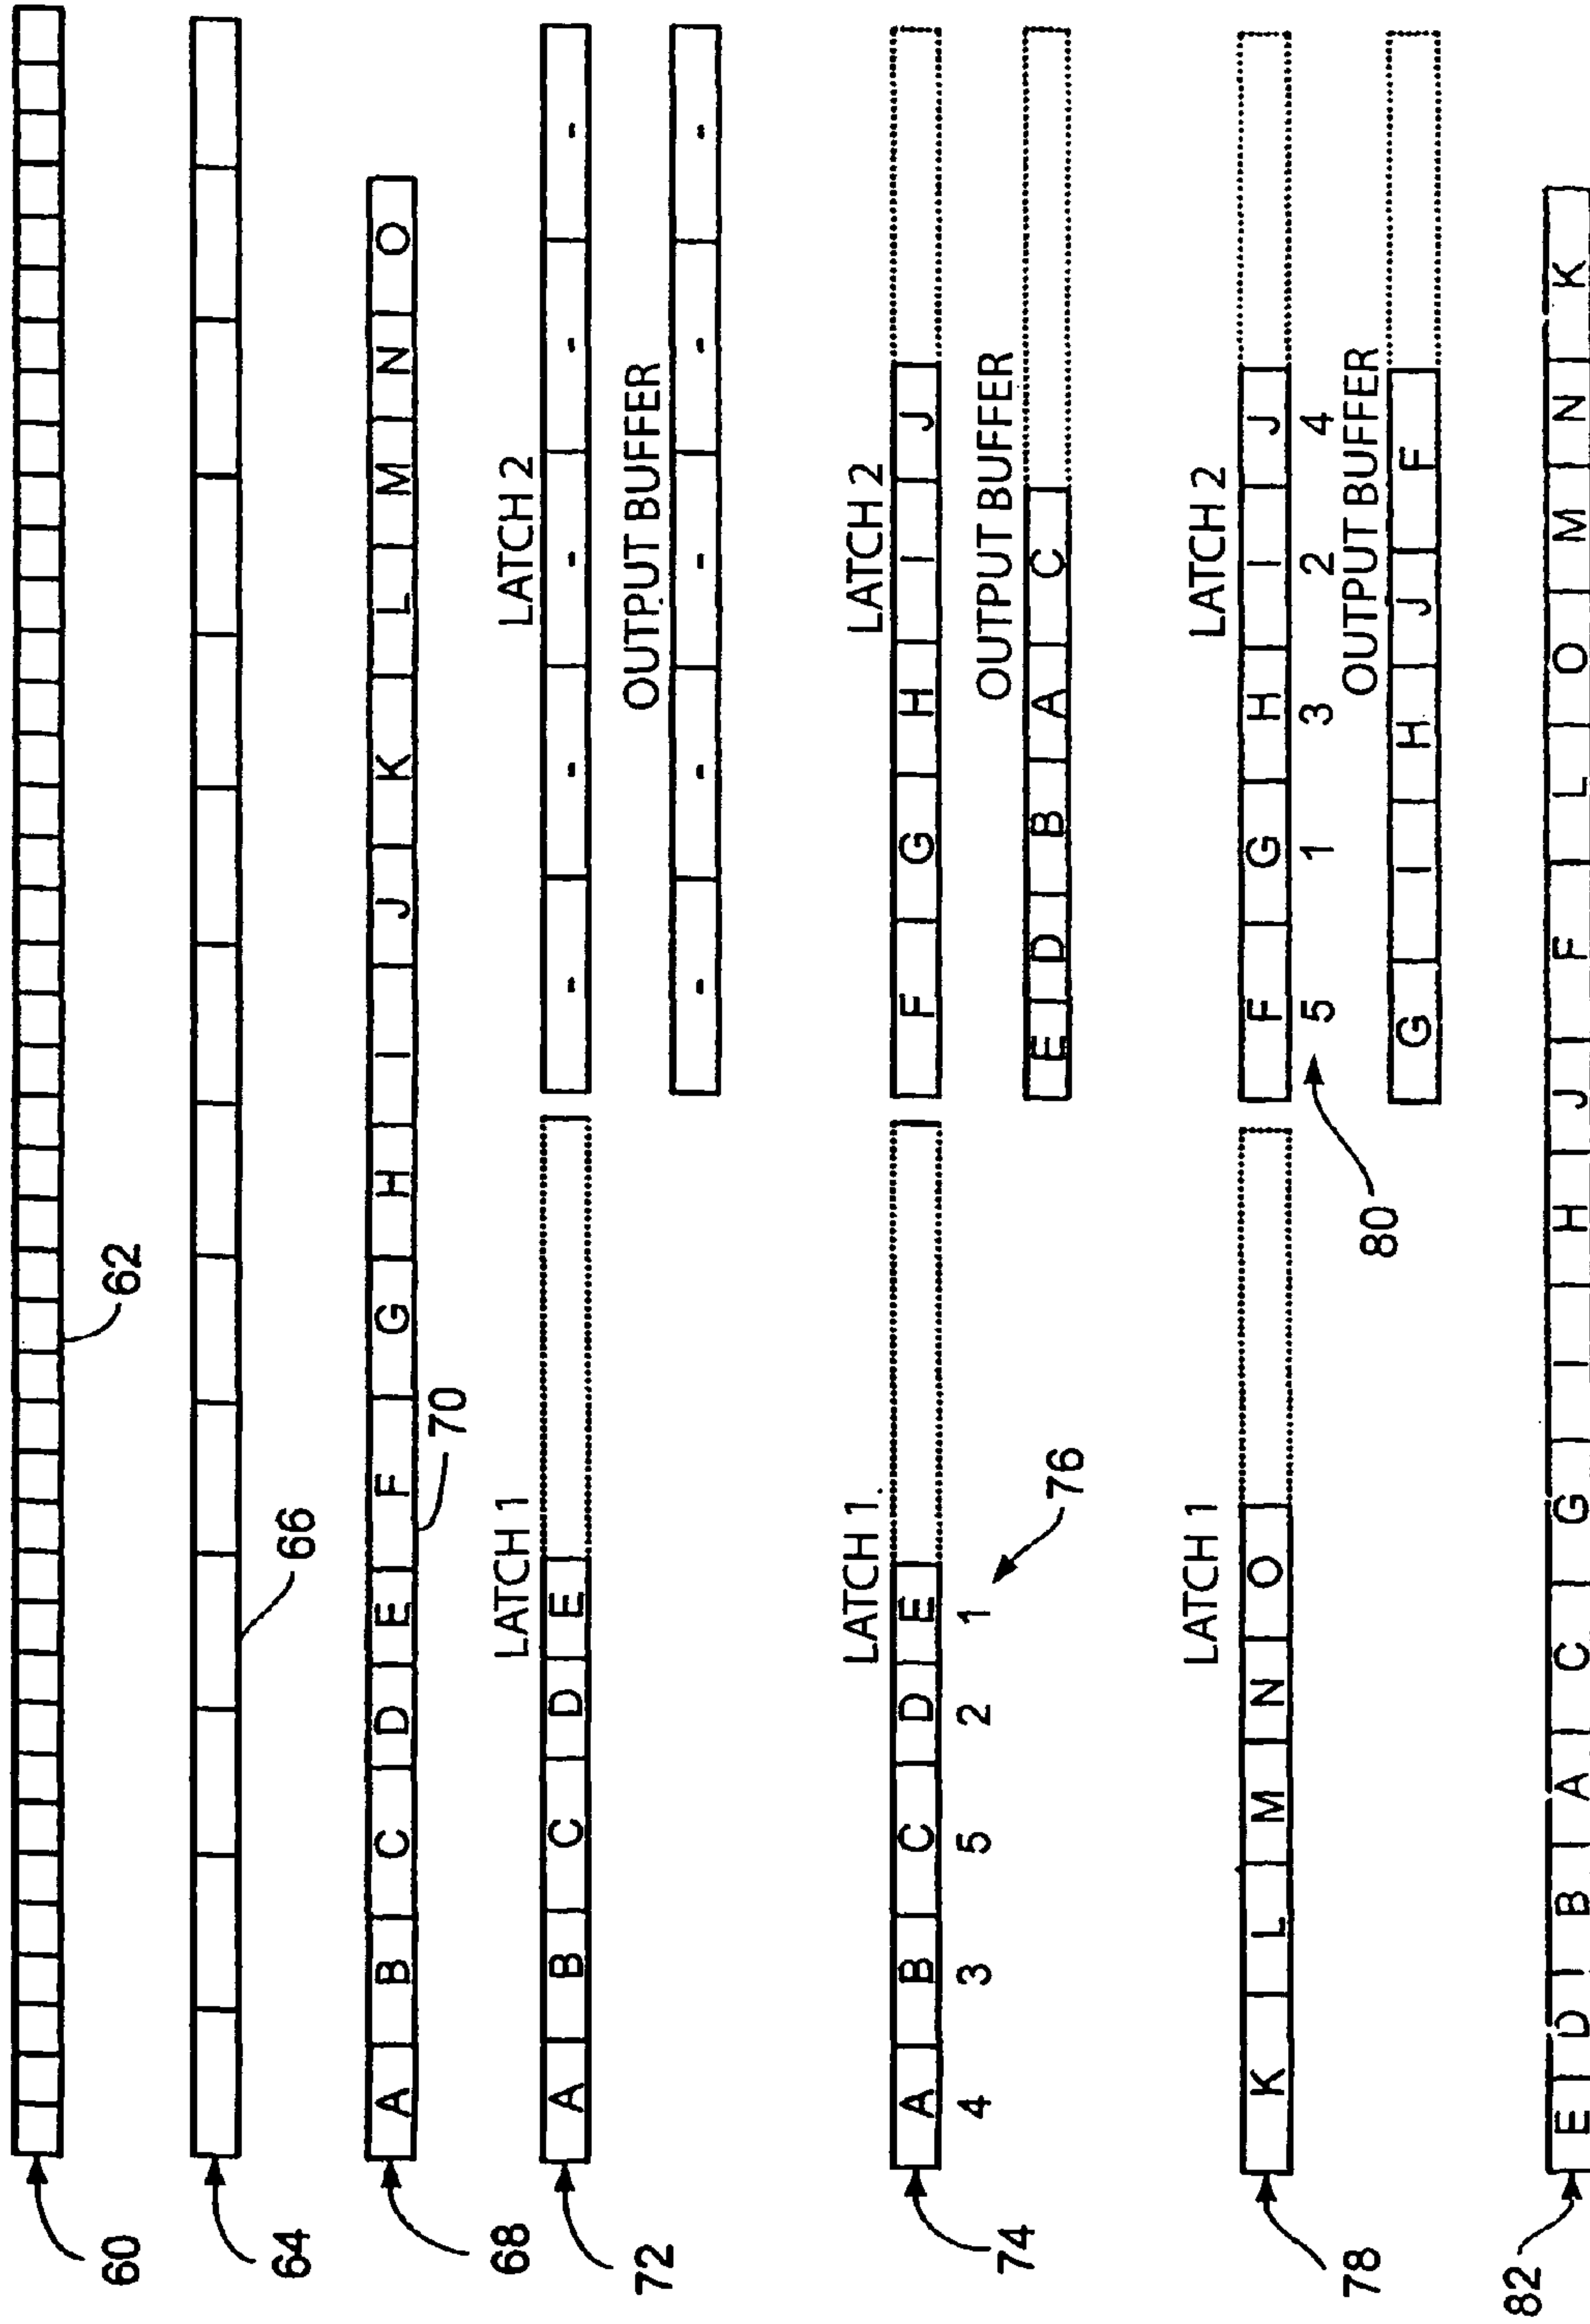 60
62
64
66
68
A B C D E F G H I J K L M N O
70
LATCH 1
LATCH 2
72
A B C D E
- - - - -
OUTPUT BUFFER
- - - - -
LATCH 1.
LATCH 2
74
A B C D E
F G H I J
4 3 5 2 1
76
OUTPUT BUFFER
E D B A C
LATCH 1
LATCH 2
78
K L M N O
F G H I J
5 1 3 2 4
80
OUTPUT BUFFER
G I H J F
82
E D B A C G I H J F L O M N K